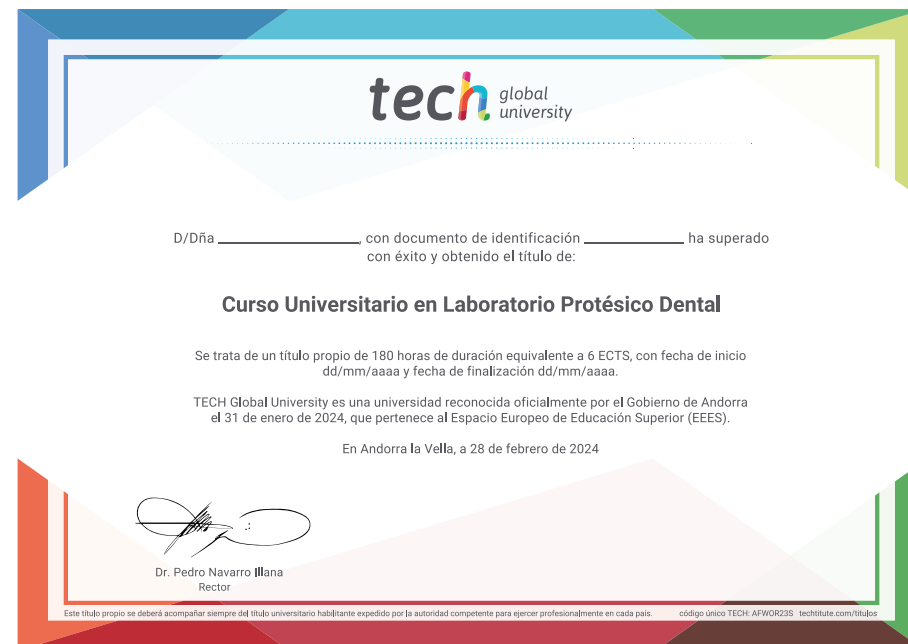 tech global university
D/Dña ____________________, con documento de identificación ______________ ha superado
con éxito y obtenido el título de:
Curso Universitario en Laboratorio Protésico Dental
Se trata de un título propio de 180 horas de duración equivalente a 6 ECTS, con fecha de inicio
dd/mm/aaaa y fecha de finalización dd/mm/aaaa.
TECH Global University es una universidad reconocida oficialmente por el Gobierno de Andorra
el 31 de enero de 2024, que pertenece al Espacio Europeo de Educación Superior (EEES).
En Andorra la Vella, a 28 de febrero de 2024
Dr. Pedro Navarro Illana
Rector
Este título propio se deberá acompañar siempre del título universitario habilitante expedido por la autoridad competente para ejercer profesionalmente en cada país. código único TECH: AFWOR23S techtitute.com/titulos